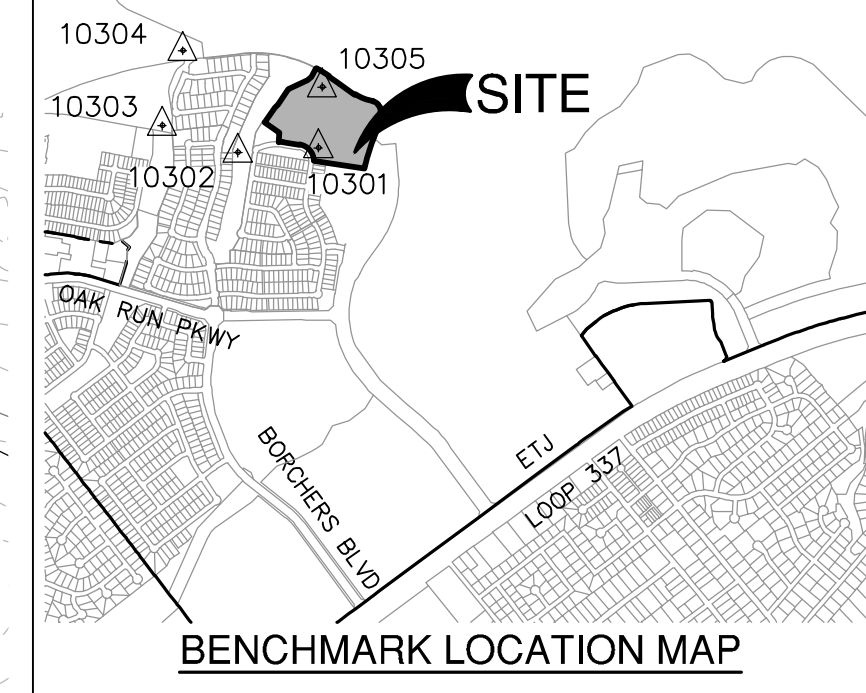 10304
10305
SITE
10303
10302
10301
OAK RUN PKWY
BORCHERS BLVD
ETJ
LOOP 337
BENCHMARK LOCATION MAP